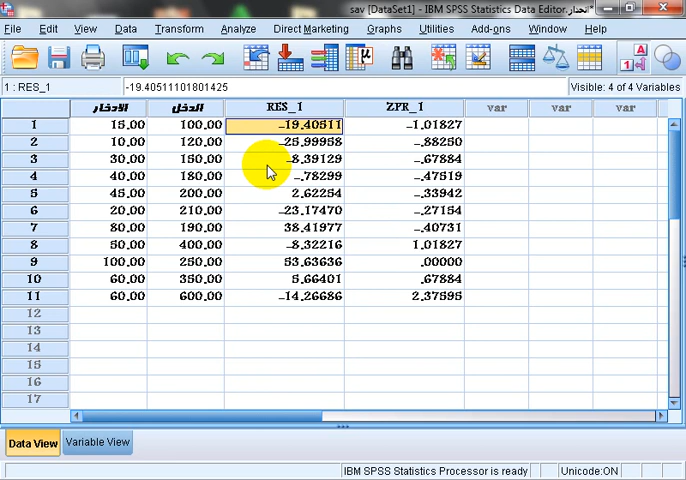 *انحدار.sav [DataSet1] - IBM SPSS Statistics Data Editor
File Edit View Data Transform Analyze Direct Marketing Graphs Utilities Add-ons Window Help
1 : RES_1 -19.40511101801425 Visible: 4 of 4 Variables
الادخار الدخل RES_1 ZPR_1 var var var
1 15.00 100.00 -19.40511 -1.01827
2 10.00 120.00 -25.99958 -.88250
3 30.00 150.00 -8.39129 -.67884
4 40.00 180.00 -.78299 -.47519
5 45.00 200.00 2.62254 -.33942
6 20.00 210.00 -23.17470 -.27154
7 80.00 190.00 38.41977 -.40731
8 50.00 400.00 -8.32216 1.01827
9 100.00 250.00 53.63636 .00000
10 60.00 350.00 5.66401 .67884
11 60.00 600.00 -14.26686 2.37595
12
13
14
15
16
17
Data View Variable View
IBM SPSS Statistics Processor is ready Unicode:ON